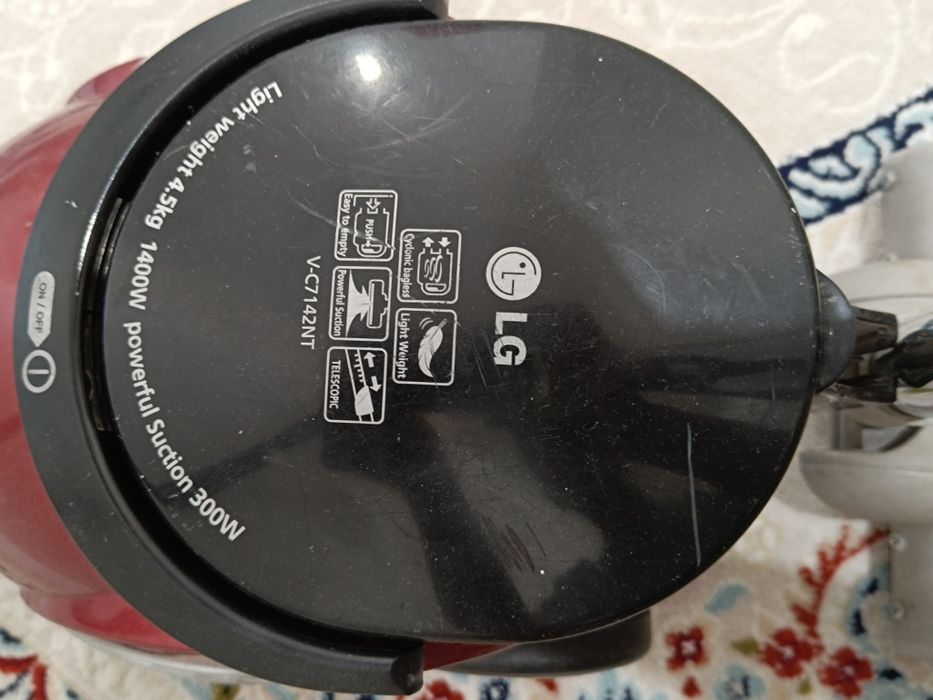 LG
Cyclonic bagless
Light Weight
PUSH
Easy to empty
Powerful Suction
TELESCOPIC
V-C7142NT
Light weight 4.5kg 1400W powerful Suction 300W
ON / OFF